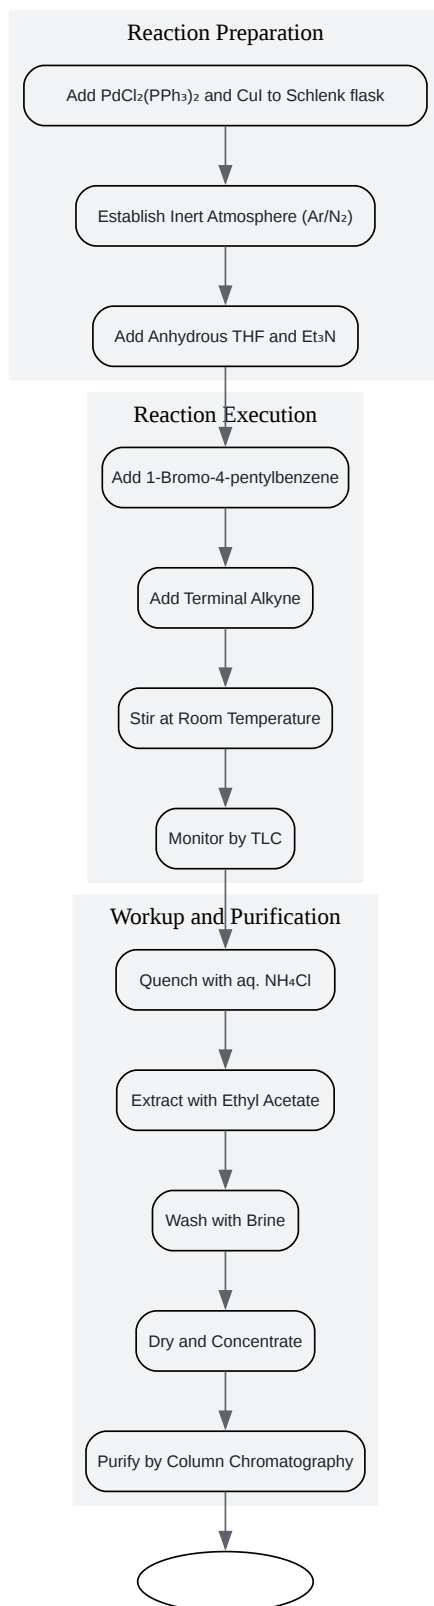 Reaction Preparation
Add PdCl₂(PPh₃)₂ and CuI to Schlenk flask
Establish Inert Atmosphere (Ar/N₂)
Add Anhydrous THF and Et₃N
Reaction Execution
Add 1-Bromo-4-pentylbenzene
Add Terminal Alkyne
Stir at Room Temperature
Monitor by TLC
Workup and Purification
Quench with aq. NH₄Cl
Extract with Ethyl Acetate
Wash with Brine
Dry and Concentrate
Purify by Column Chromatography